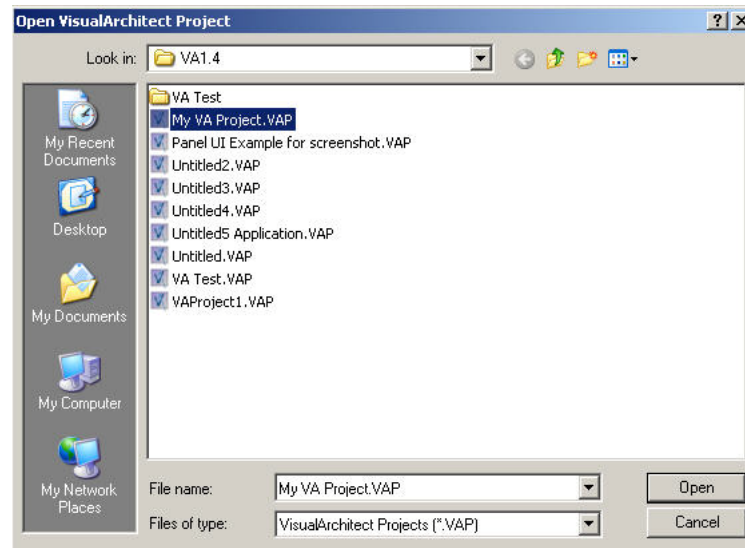 Open VisualArchitect Project
Look in: VA1.4
VA Test
My VA Project.VAP
Panel UI Example for screenshot.VAP
Untitled2.VAP
Untitled3.VAP
Untitled4.VAP
Untitled5 Application.VAP
Untitled.VAP
VA Test.VAP
VAProject1.VAP
My Recent
Documents
Desktop
My Documents
My Computer
My Network
Places
File name: My VA Project.VAP Open
Files of type: VisualArchitect Projects (*.VAP) Cancel